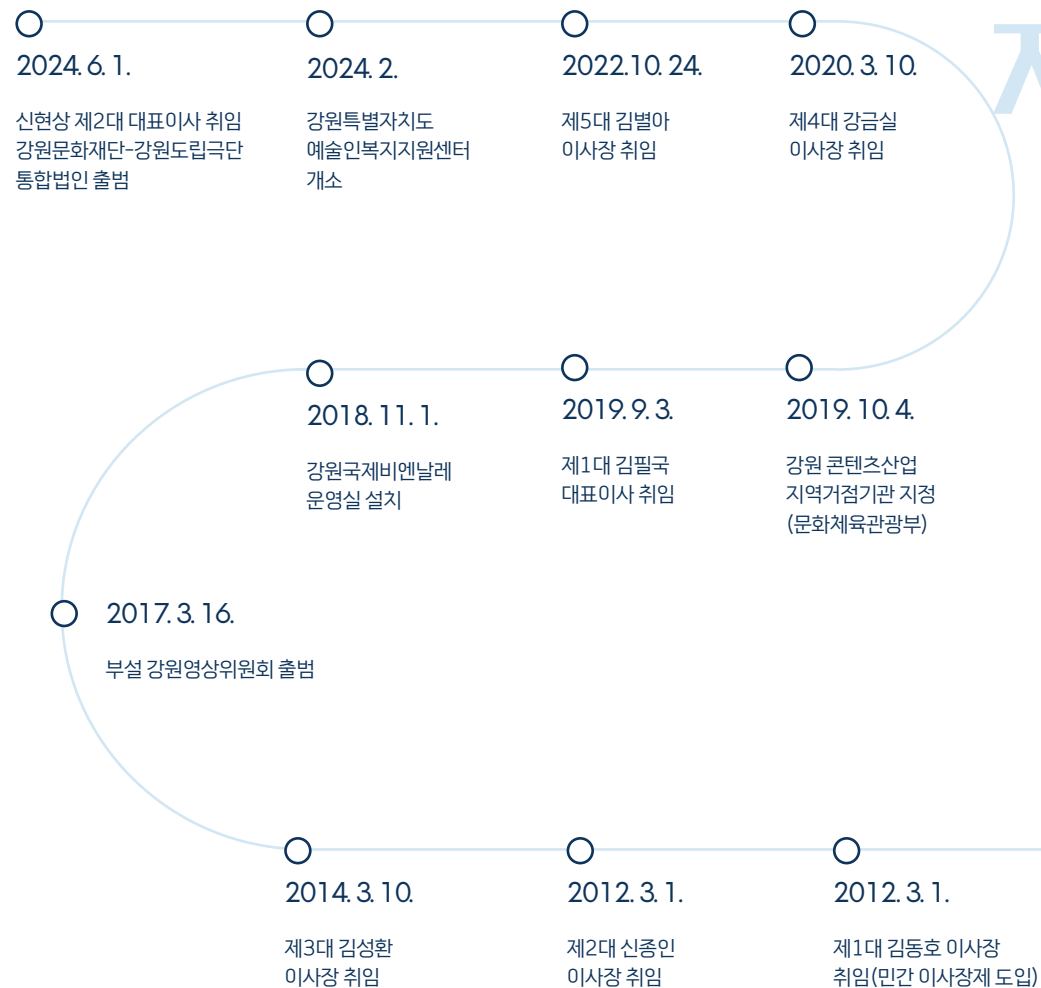 2024. 6. 1.
신현상 제2대 대표이사 취임
강원문화재단-강원도립극단
통합법인 출범
2024. 2.
강원특별자치도
예술인복지지원센터
개소
2022.10. 24.
제5대 김별아
이사장 취임
2020. 3. 10.
제4대 강금실
이사장 취임
2018. 11. 1.
강원국제비엔날레
운영실 설치
2019. 9. 3.
제1대 김필국
대표이사 취임
2019. 10. 4.
강원 콘텐츠산업
지역거점기관 지정
(문화체육관광부)
2017. 3. 16.
부설 강원영상위원회 출범
2014. 3. 10.
제3대 김성환
이사장 취임
2012. 3. 1.
제2대 신종인
이사장 취임
2012. 3. 1.
제1대 김동호 이사장
취임(민간 이사장제 도입)